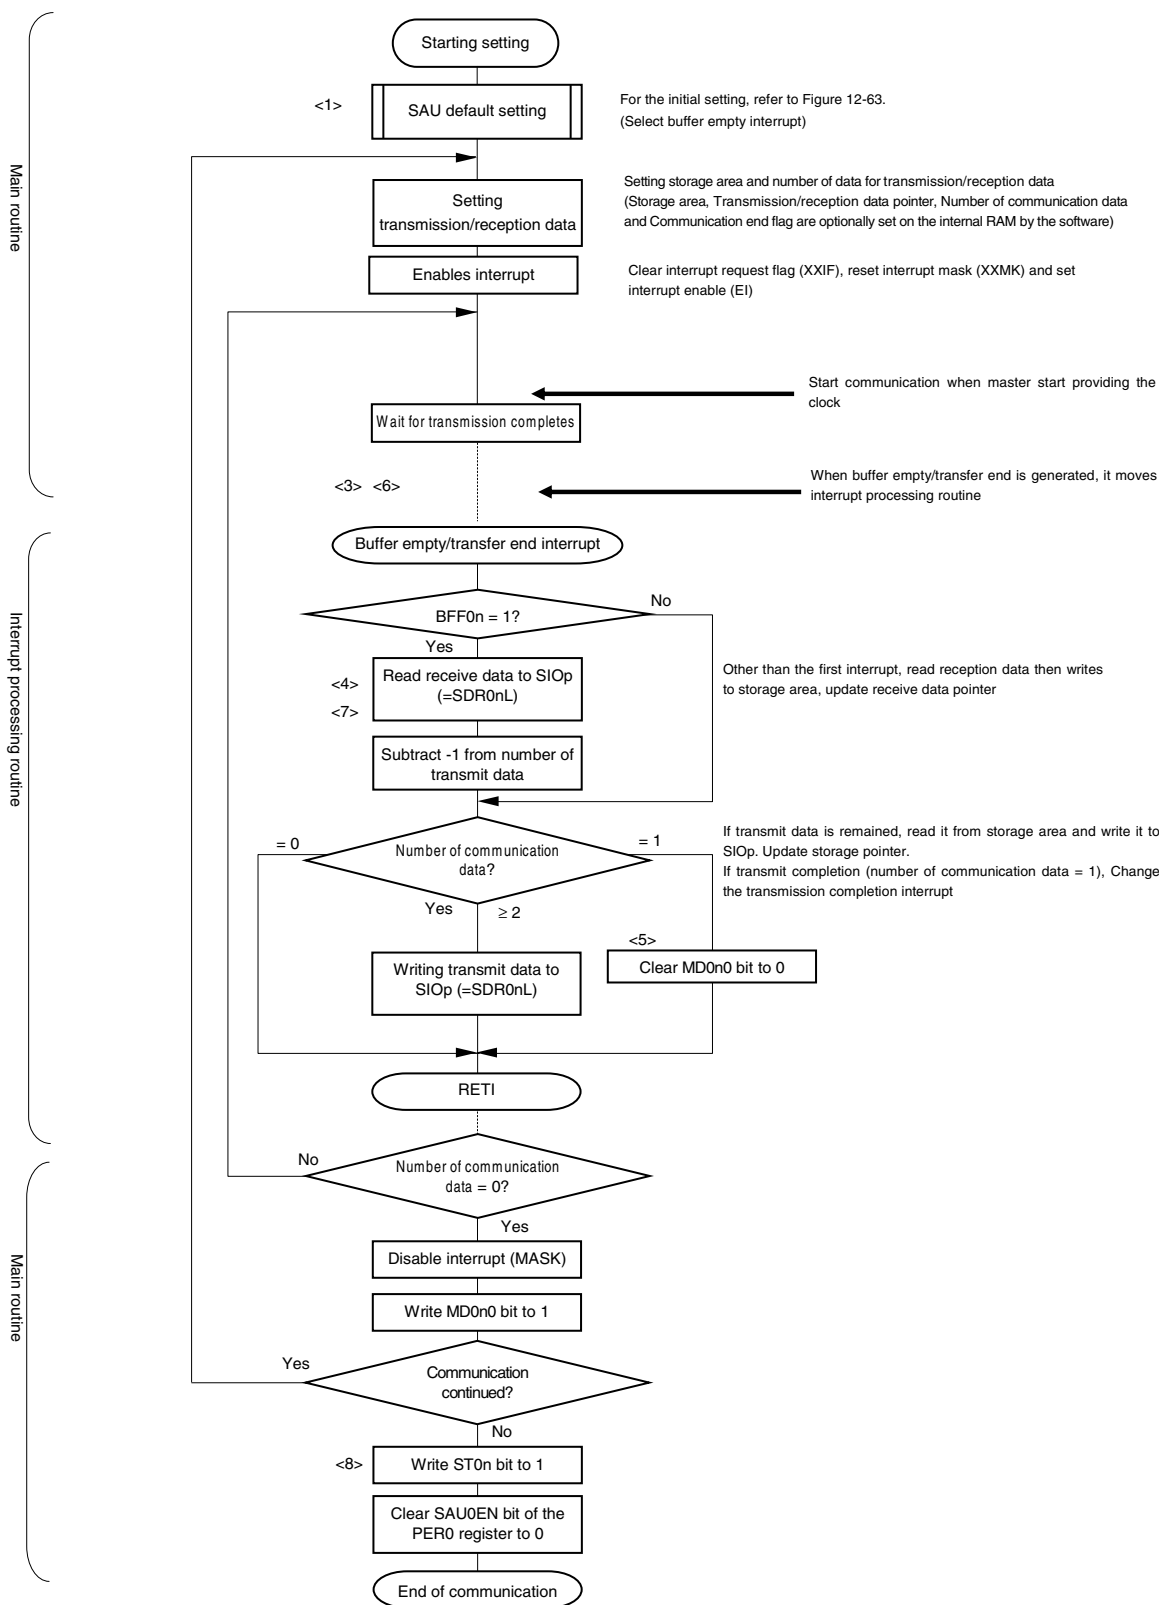 Starting setting
<1>
SAU default setting
For the initial setting, refer to Figure 12-63.
(Select buffer empty interrupt)
Main routine
Setting
transmission/reception data
Setting storage area and number of data for transmission/reception data
(Storage area, Transmission/reception data pointer, Number of communication data
and Communication end flag are optionally set on the internal RAM by the software)
Enables interrupt
Clear interrupt request flag (XXIF), reset interrupt mask (XXMK) and set
interrupt enable (EI)
Start communication when master start providing the
clock
Wait for transmission completes
<3> <6>
When buffer empty/transfer end is generated, it moves
interrupt processing routine
Buffer empty/transfer end interrupt
Interrupt processing routine
BFF0n = 1?
No
Yes
<4>
<7>
Read receive data to SIOp
(=SDR0nL)
Other than the first interrupt, read reception data then writes
to storage area, update receive data pointer
Subtract -1 from number of
transmit data
= 0
Number of communication
data?
= 1
If transmit data is remained, read it from storage area and write it to
SIOp. Update storage pointer.
If transmit completion (number of communication data = 1), Change
the transmission completion interrupt
Yes
≥ 2
<5>
Writing transmit data to
SIOp (=SDR0nL)
Clear MD0n0 bit to 0
RETI
No
Number of communication
data = 0?
Yes
Main routine
Disable interrupt (MASK)
Write MD0n0 bit to 1
Yes
Communication
continued?
No
<8>
Write ST0n bit to 1
Clear SAU0EN bit of the
PER0 register to 0
End of communication